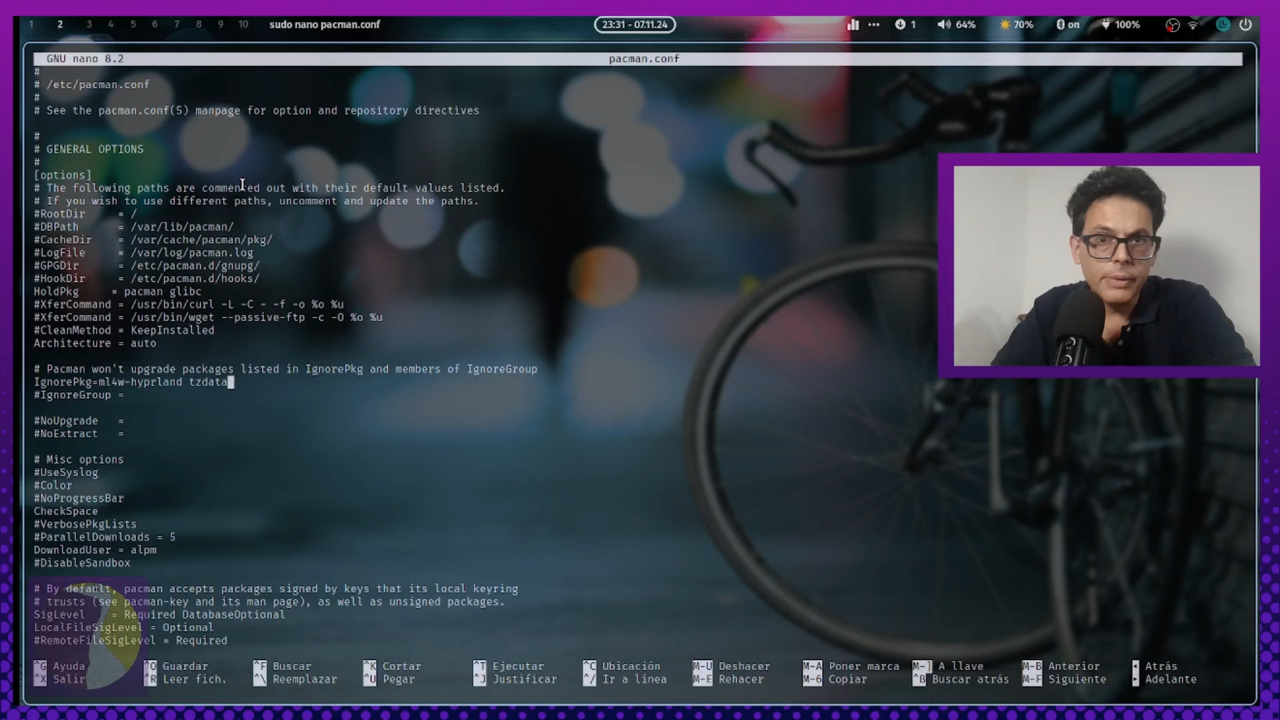 1 2 3 4 5 6 7 8 9 10 sudo nano pacman.conf 23:31 - 07.11.24 1 64% 70% on 100%
GNU nano 8.2 pacman.conf
#
# /etc/pacman.conf
#
# See the pacman.conf(5) manpage for option and repository directives
#
# GENERAL OPTIONS
#
[options]
# The following paths are commented out with their default values listed.
# If you wish to use different paths, uncomment and update the paths.
#RootDir = /
#DBPath = /var/lib/pacman/
#CacheDir = /var/cache/pacman/pkg/
#LogFile = /var/log/pacman.log
#GPGDir = /etc/pacman.d/gnupg/
#HookDir = /etc/pacman.d/hooks/
HoldPkg = pacman glibc
#XferCommand = /usr/bin/curl -L -C - -f -o %o %u
#XferCommand = /usr/bin/wget --passive-ftp -c -O %o %u
#CleanMethod = KeepInstalled
Architecture = auto
# Pacman won't upgrade packages listed in IgnorePkg and members of IgnoreGroup
IgnorePkg=ml4w-hyprland tzdata
#IgnoreGroup =
#NoUpgrade =
#NoExtract =
# Misc options
#UseSyslog
#Color
#NoProgressBar
CheckSpace
#VerbosePkgLists
#ParallelDownloads = 5
DownloadUser = alpm
#DisableSandbox
# By default, pacman accepts packages signed by keys that its local keyring
# trusts (see pacman-key and its man page), as well as unsigned packages.
SigLevel = Required DatabaseOptional
LocalFileSigLevel = Optional
#RemoteFileSigLevel = Required
^G Ayuda ^O Guardar ^F Buscar ^K Cortar ^T Ejecutar ^C Ubicación M-U Deshacer M-A Poner marca M-] A llave M-B Anterior Atrás
^X Salir ^R Leer fich. ^\ Reemplazar ^U Pegar ^J Justificar ^/ Ir a línea M-E Rehacer M-6 Copiar ^B Buscar atrás M-F Siguiente Adelante